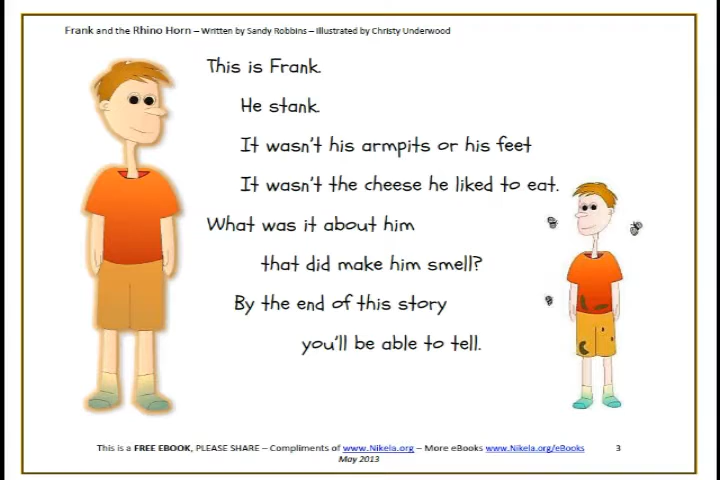 Frank and the Rhino Horn – Written by Sandy Robbins – Illustrated by Christy Underwood
This is Frank.
He stank.
It wasn't his armpits or his feet
It wasn't the cheese he liked to eat.
What was it about him
that did make him smell?
By the end of this story
you'll be able to tell.
This is a FREE EBOOK, PLEASE SHARE – Compliments of www.Nikela.org – More eBooks www.Nikela.org/eBooks 3
May 2013